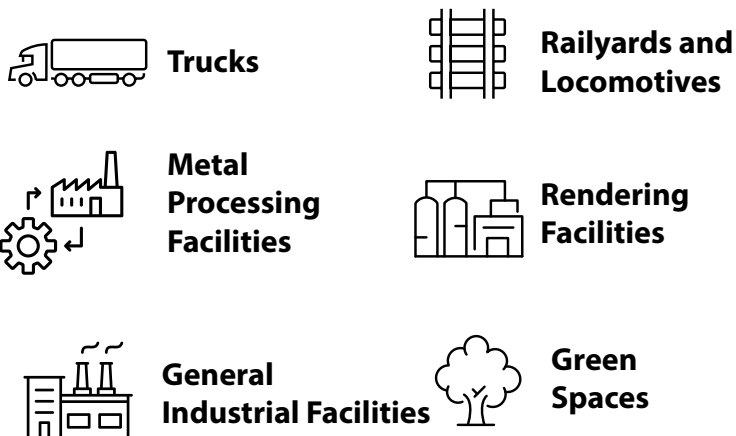 Trucks
Railyards and
Locomotives
Metal
Processing
Facilities
Rendering
Facilities
General
Industrial Facilities
Green
Spaces